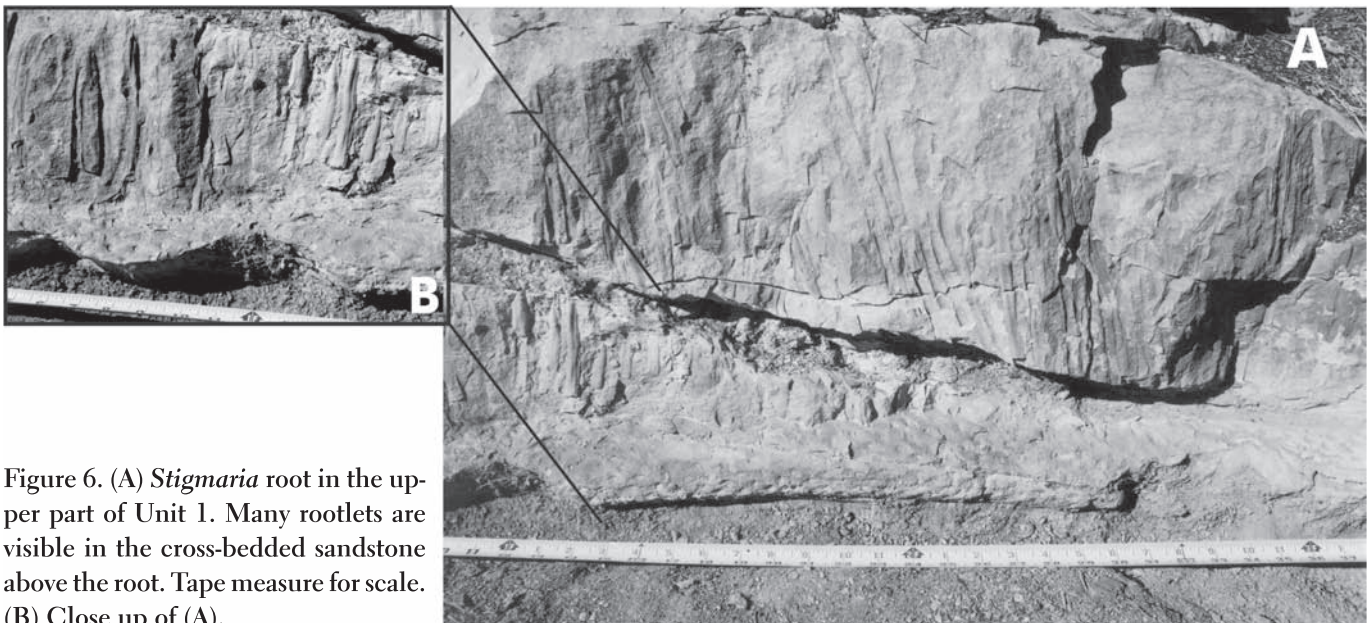 A
B
Figure 6. (A) Stigmaria root in the up-
per part of Unit 1. Many rootlets are
visible in the cross-bedded sandstone
above the root. Tape measure for scale.
(B) Close up of (A).